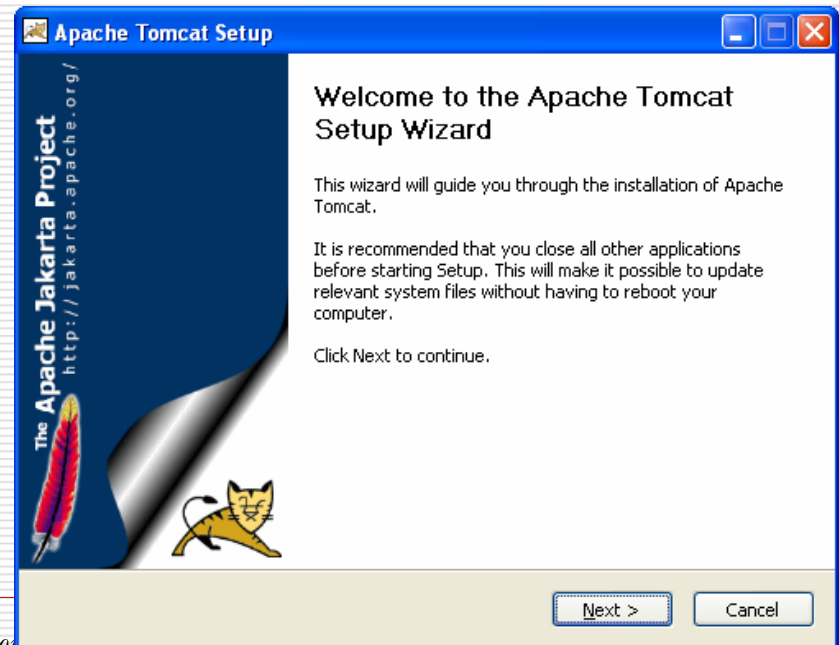 Apache Tomcat Setup
The Apache Jakarta Project
http://jakarta.apache.org/
Welcome to the Apache Tomcat
Setup Wizard
This wizard will guide you through the installation of Apache
Tomcat.
It is recommended that you close all other applications
before starting Setup. This will make it possible to update
relevant system files without having to reboot your
computer.
Click Next to continue.
Next >
Cancel